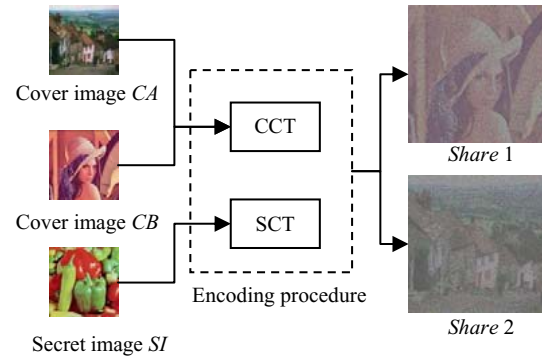 Cover image CA
Cover image CB
Secret image SI
CCT
SCT
Encoding procedure
Share 1
Share 2